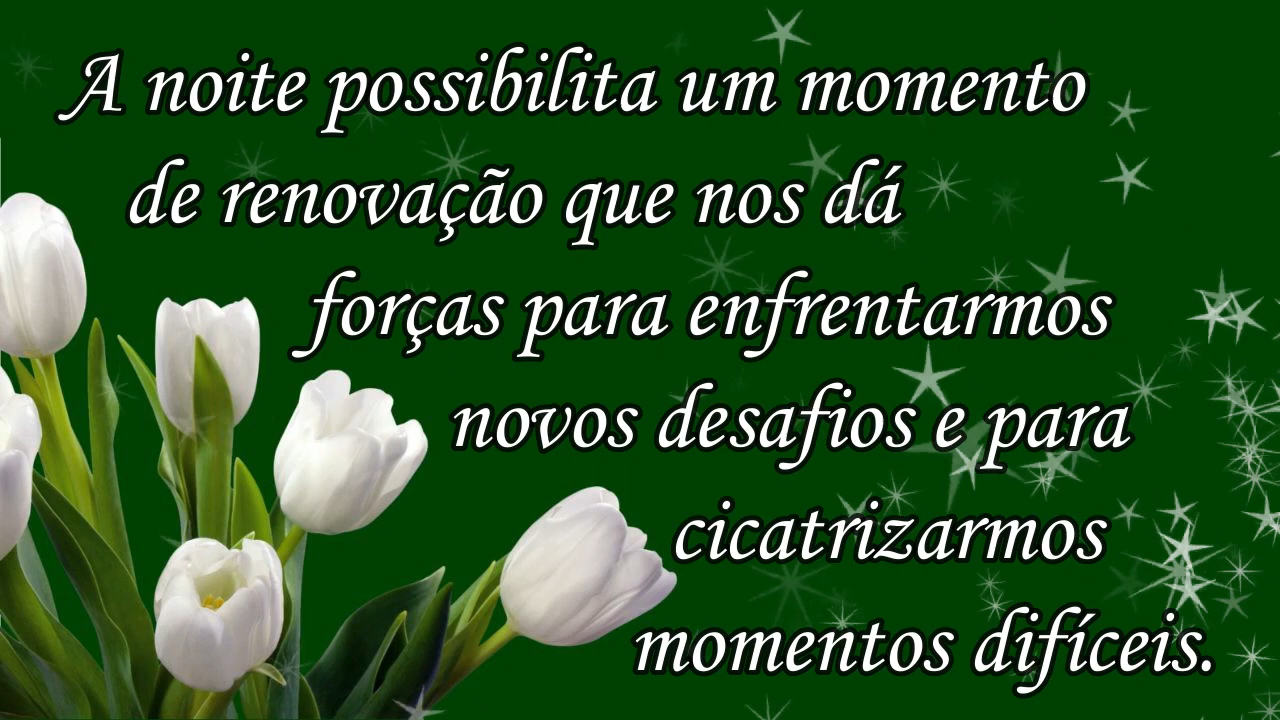 A noite possibilita um momento
de renovação que nos dá
forças para enfrentarmos
novos desafios e para
cicatrizarmos
momentos difíceis.